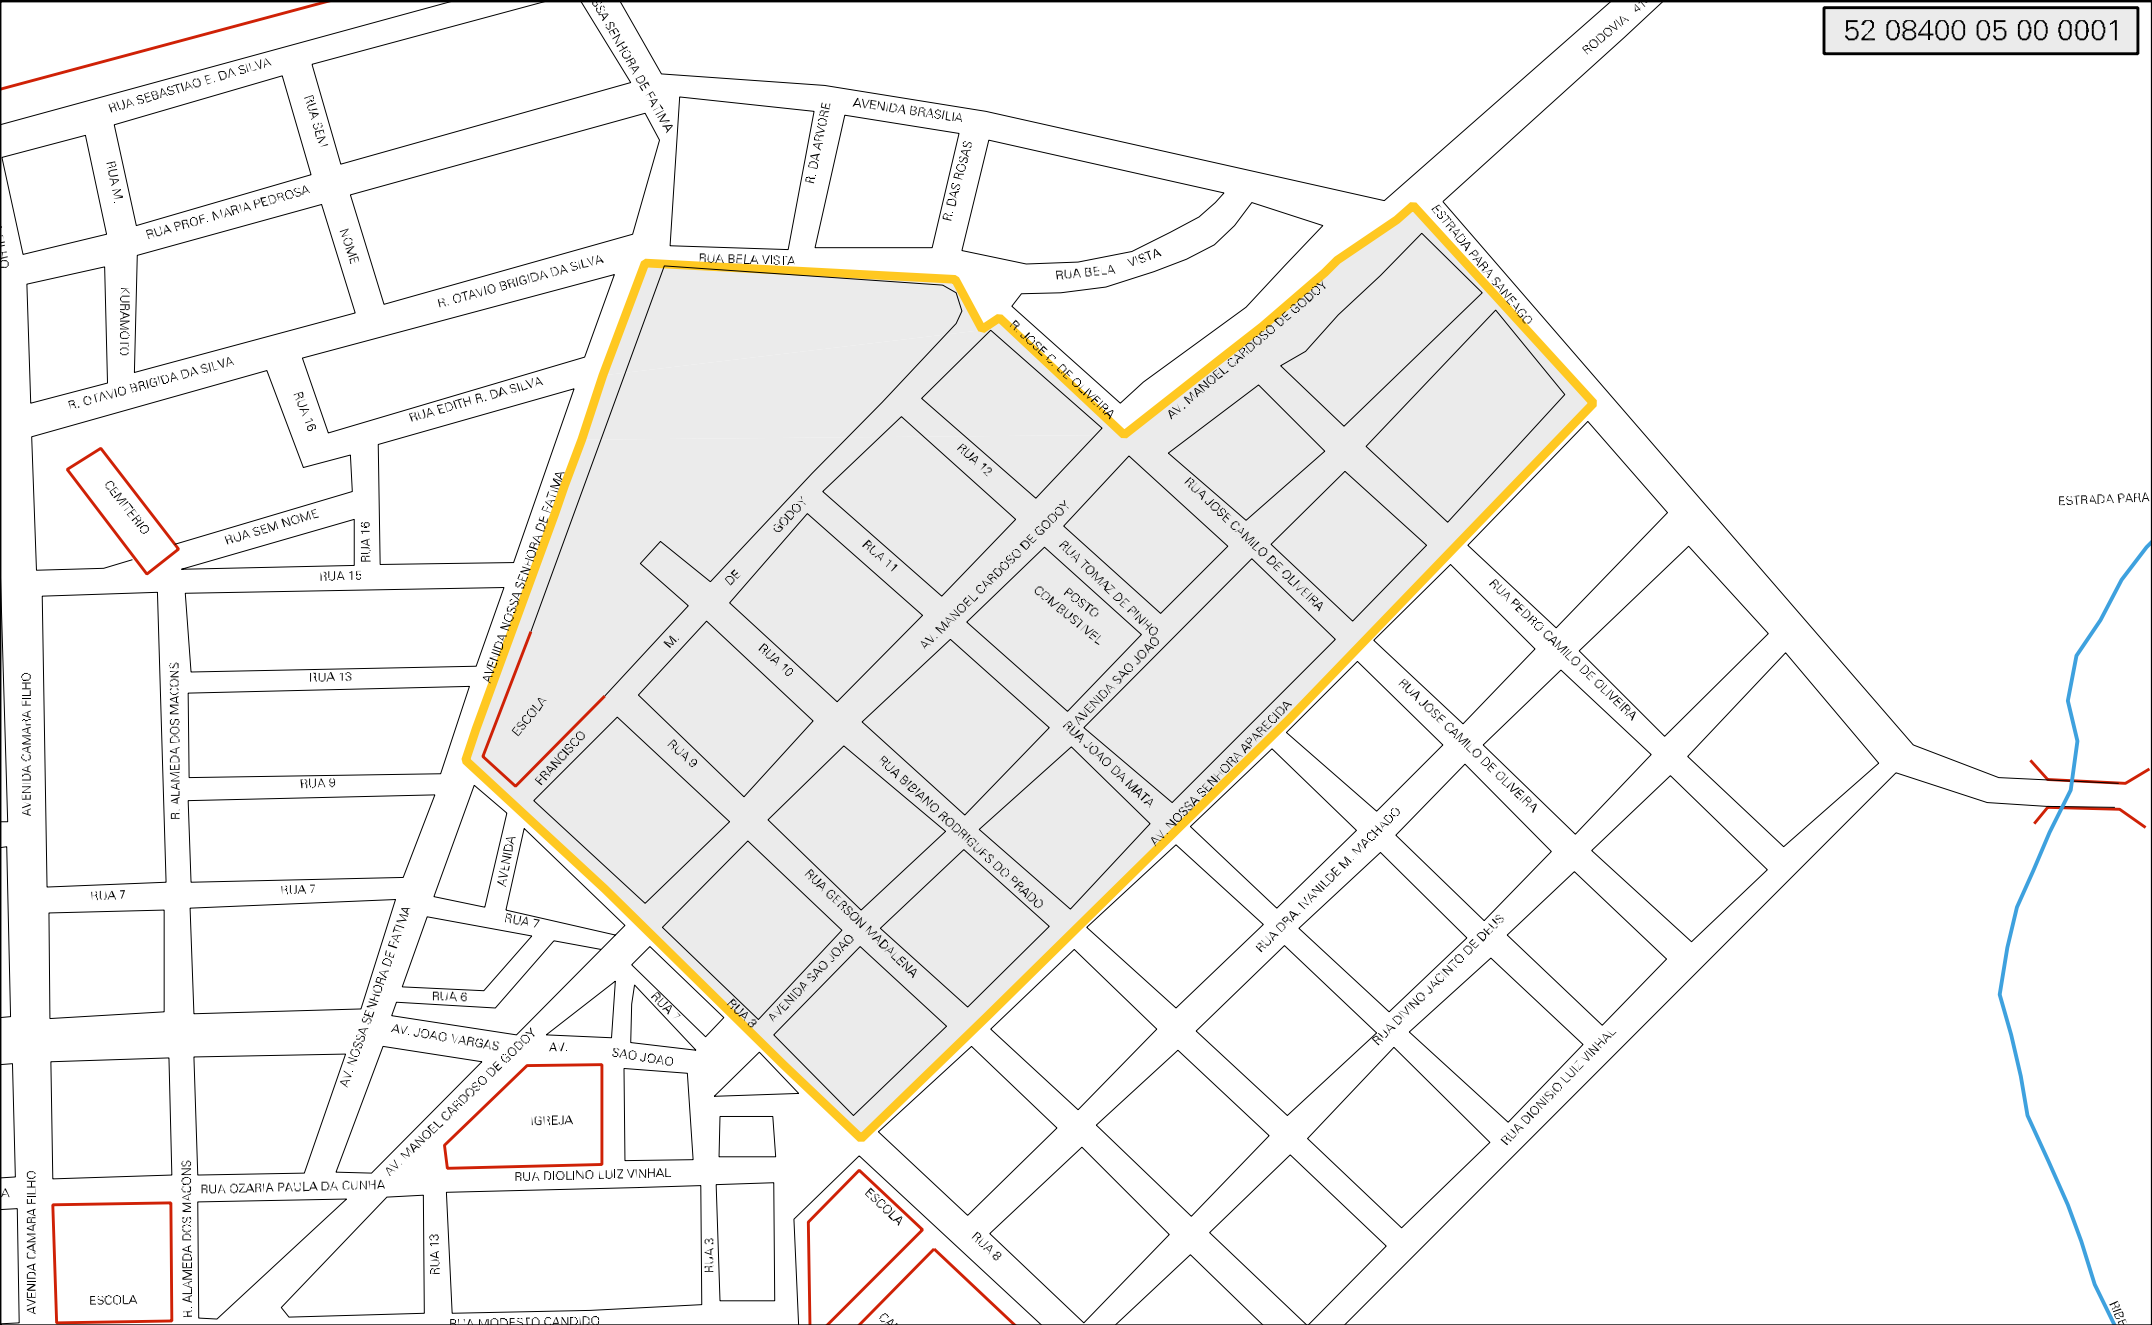 52 08400 05 00 0001
RODOVIA
SSA SENHORA DE FATIMA
RUA SEBASTIAO E. DA SILVA
RUA SEM
NOME
RUA M.
KURAMOTO
RUA PROF. MARIA PEDROSA
R. DA ARVORE
AVENIDA BRASILIA
R. DAS ROSAS
RUA BELA VISTA
RUA BELA VISTA
R. OTAVIO BRIGIDA DA SILVA
R. OTAVIO BRIGIDA DA SILVA
ESTRADA PARA SANEAGO
R. JOSE C. DE OLIVEIRA
AV. MANOEL CARDOSO DE GODOY
RUA EDITH R. DA SILVA
RUA 16
CEMITERIO
RUA SEM NOME
RUA 16
RUA 15
AVENIDA NOSSA SENHORA DE FATIMA
RUA 12
RUA 11
RUA 10
RUA 9
FRANCISCO
M.
DE
GODOY
ESCOLA
AV. MANOEL CARDOSO DE GODOY
RUA JOSE CAMILO DE OLIVEIRA
RUA TOMAZ DE PINHO
POSTO
COMBUSTIVEL
AVENIDA SAO JOAO
RUA JOAO DA MATA
AV. NOSSA SENHORA APARECIDA
RUA BIBIANO RODRIGUES DO PRADO
RUA GERSON MADALENA
AVENIDA SAO JOAO
RUA 8
ESTRADA PARA
RUA PEDRO CAMILO DE OLIVEIRA
RUA JOSE CAMILO DE OLIVEIRA
RUA DRA. IVANILDE M. MACHADO
RUA DIVINO JACINTO DE DEUS
RUA DIONISIO LUIZ VINHAL
RUA 13
RUA 9
AVENIDA CAMARA FILHO
R. ALAMEDA DOS MACONS
RUA 7
RUA 7
AVENIDA
RUA 7
RUA 7
RUA 6
AV. JOAO VARGAS
AV. NOSSA SENHORA DE FATIMA
AV. MANOEL CARDOSO DE GODOY
AV.
SAO JOAO
IGREJA
RUA DIOLINO LUIZ VINHAL
RUA OZARIA PAULA DA CUNHA
AVENIDA CAMARA FILHO
R. ALAMEDA DOS MACONS
ESCOLA
RUA 13
RUA 3
ESCOLA
RUA 8
RUA MODESTO CANDIDO